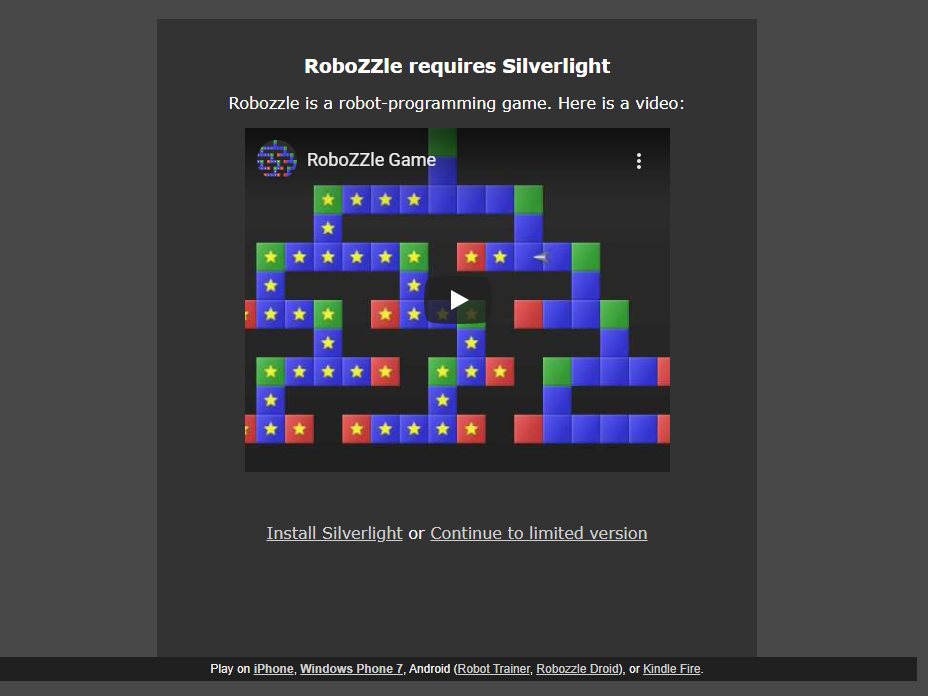 RoboZZle requires Silverlight
Robozzle is a robot-programming game. Here is a video:
RoboZZle Game
Install Silverlight or Continue to limited version
Play on iPhone, Windows Phone 7, Android (Robot Trainer, Robozzle Droid), or Kindle Fire.